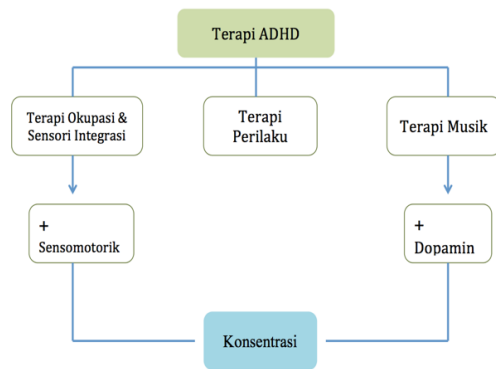 Terapi ADHD
Terapi Okupasi &
Sensori Integrasi
Terapi
Perilaku
Terapi Musik
+
Sensomotorik
+
Dopamin
Konsentrasi